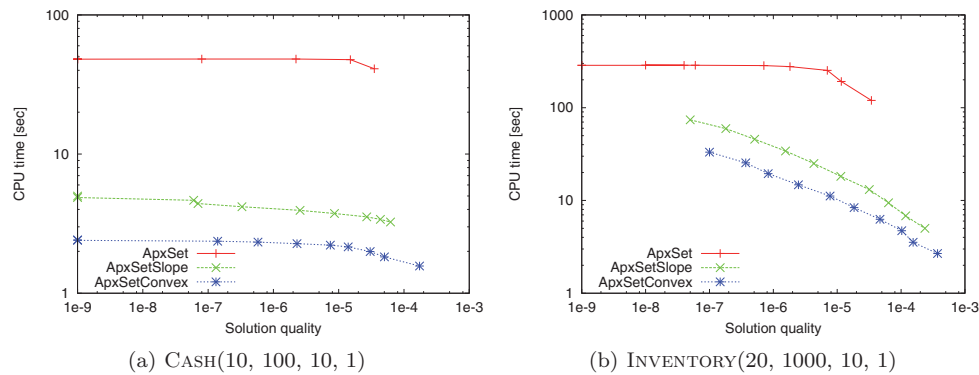 100
10
1
CPU time [sec]
ApxSet
ApxSetSlope
ApxSetConvex
1e-9 1e-8 1e-7 1e-6 1e-5 1e-4 1e-3
Solution quality
(a) CASH(10, 100, 10, 1)
1000
100
10
1
CPU time [sec]
ApxSet
ApxSetSlope
ApxSetConvex
1e-9 1e-8 1e-7 1e-6 1e-5 1e-4 1e-3
Solution quality
(b) INVENTORY(20, 1000, 10, 1)